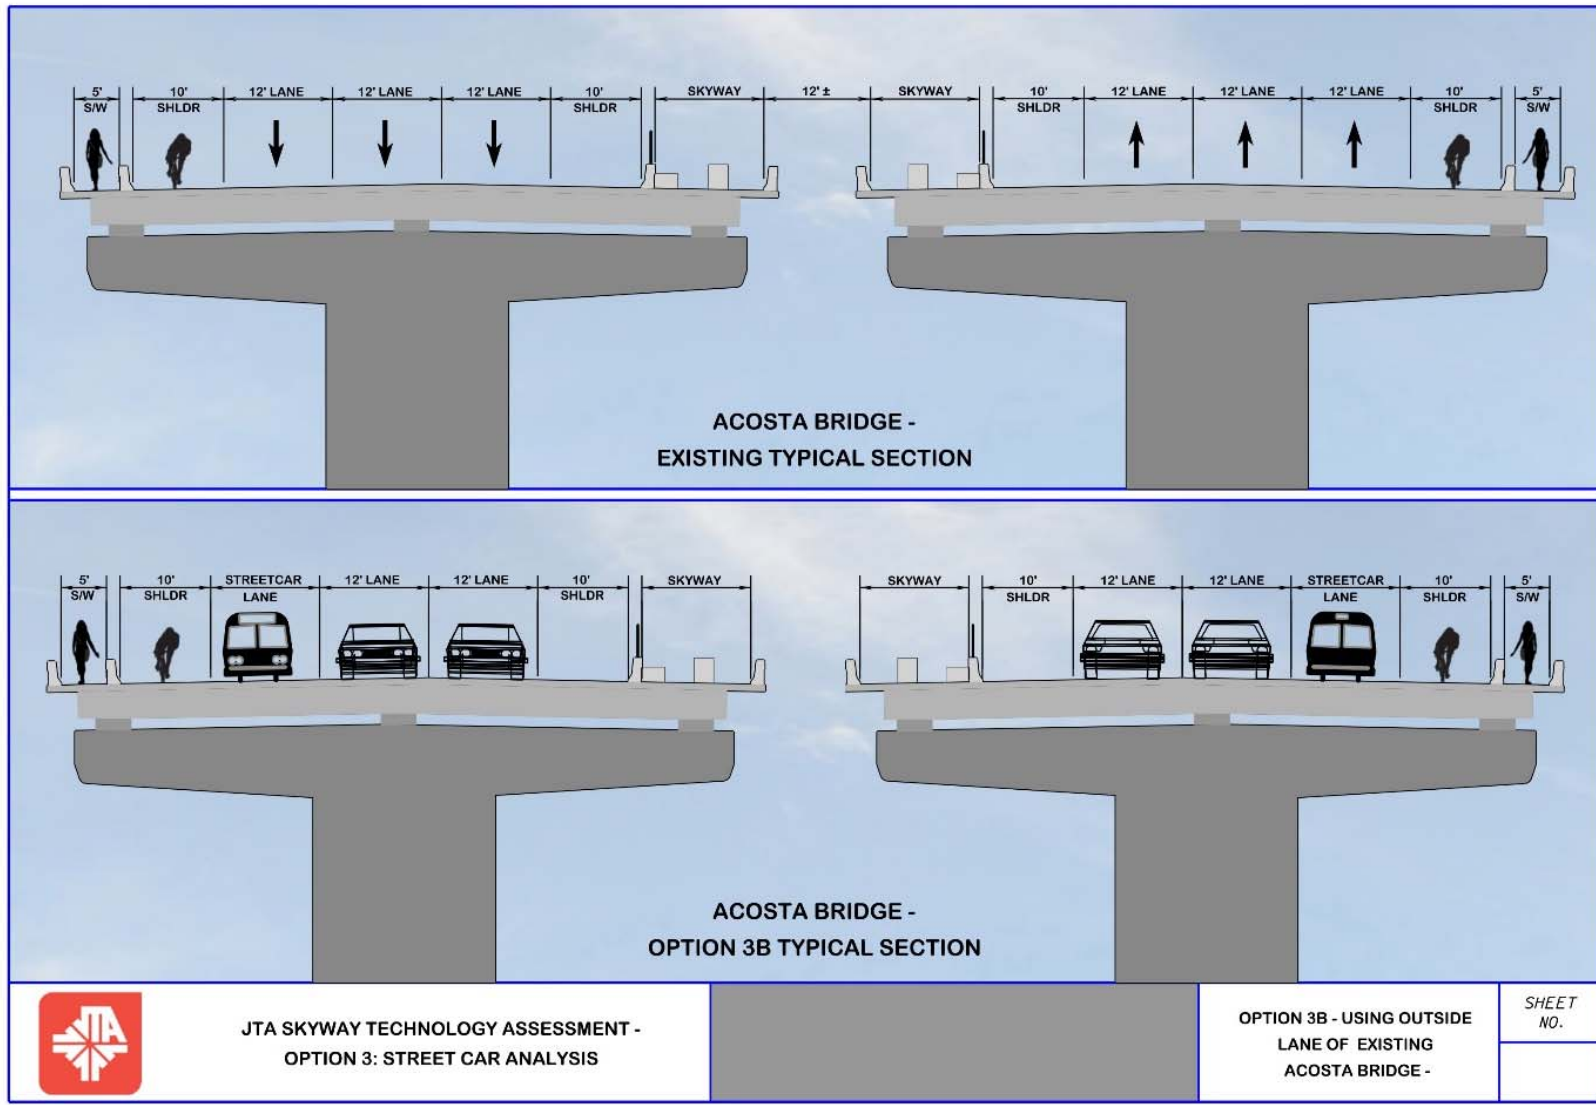 5' 10' 12' LANE 12' LANE 12' LANE 10' SKYWAY 12' ± SKYWAY 10' 12' LANE 12' LANE 12' LANE 10' 5'
S/W SHLDR SHLDR SHLDR SHLDR S/W
ACOSTA BRIDGE -
EXISTING TYPICAL SECTION
5' 10' STREETCAR 12' LANE 12' LANE 10' SKYWAY SKYWAY 10' 12' LANE 12' LANE STREETCAR 10' 5'
S/W SHLDR LANE SHLDR SHLDR LANE SHLDR S/W
ACOSTA BRIDGE -
OPTION 3B TYPICAL SECTION
JTA
JTA SKYWAY TECHNOLOGY ASSESSMENT -
OPTION 3: STREET CAR ANALYSIS
OPTION 3B - USING OUTSIDE
LANE OF EXISTING
ACOSTA BRIDGE -
SHEET
NO.